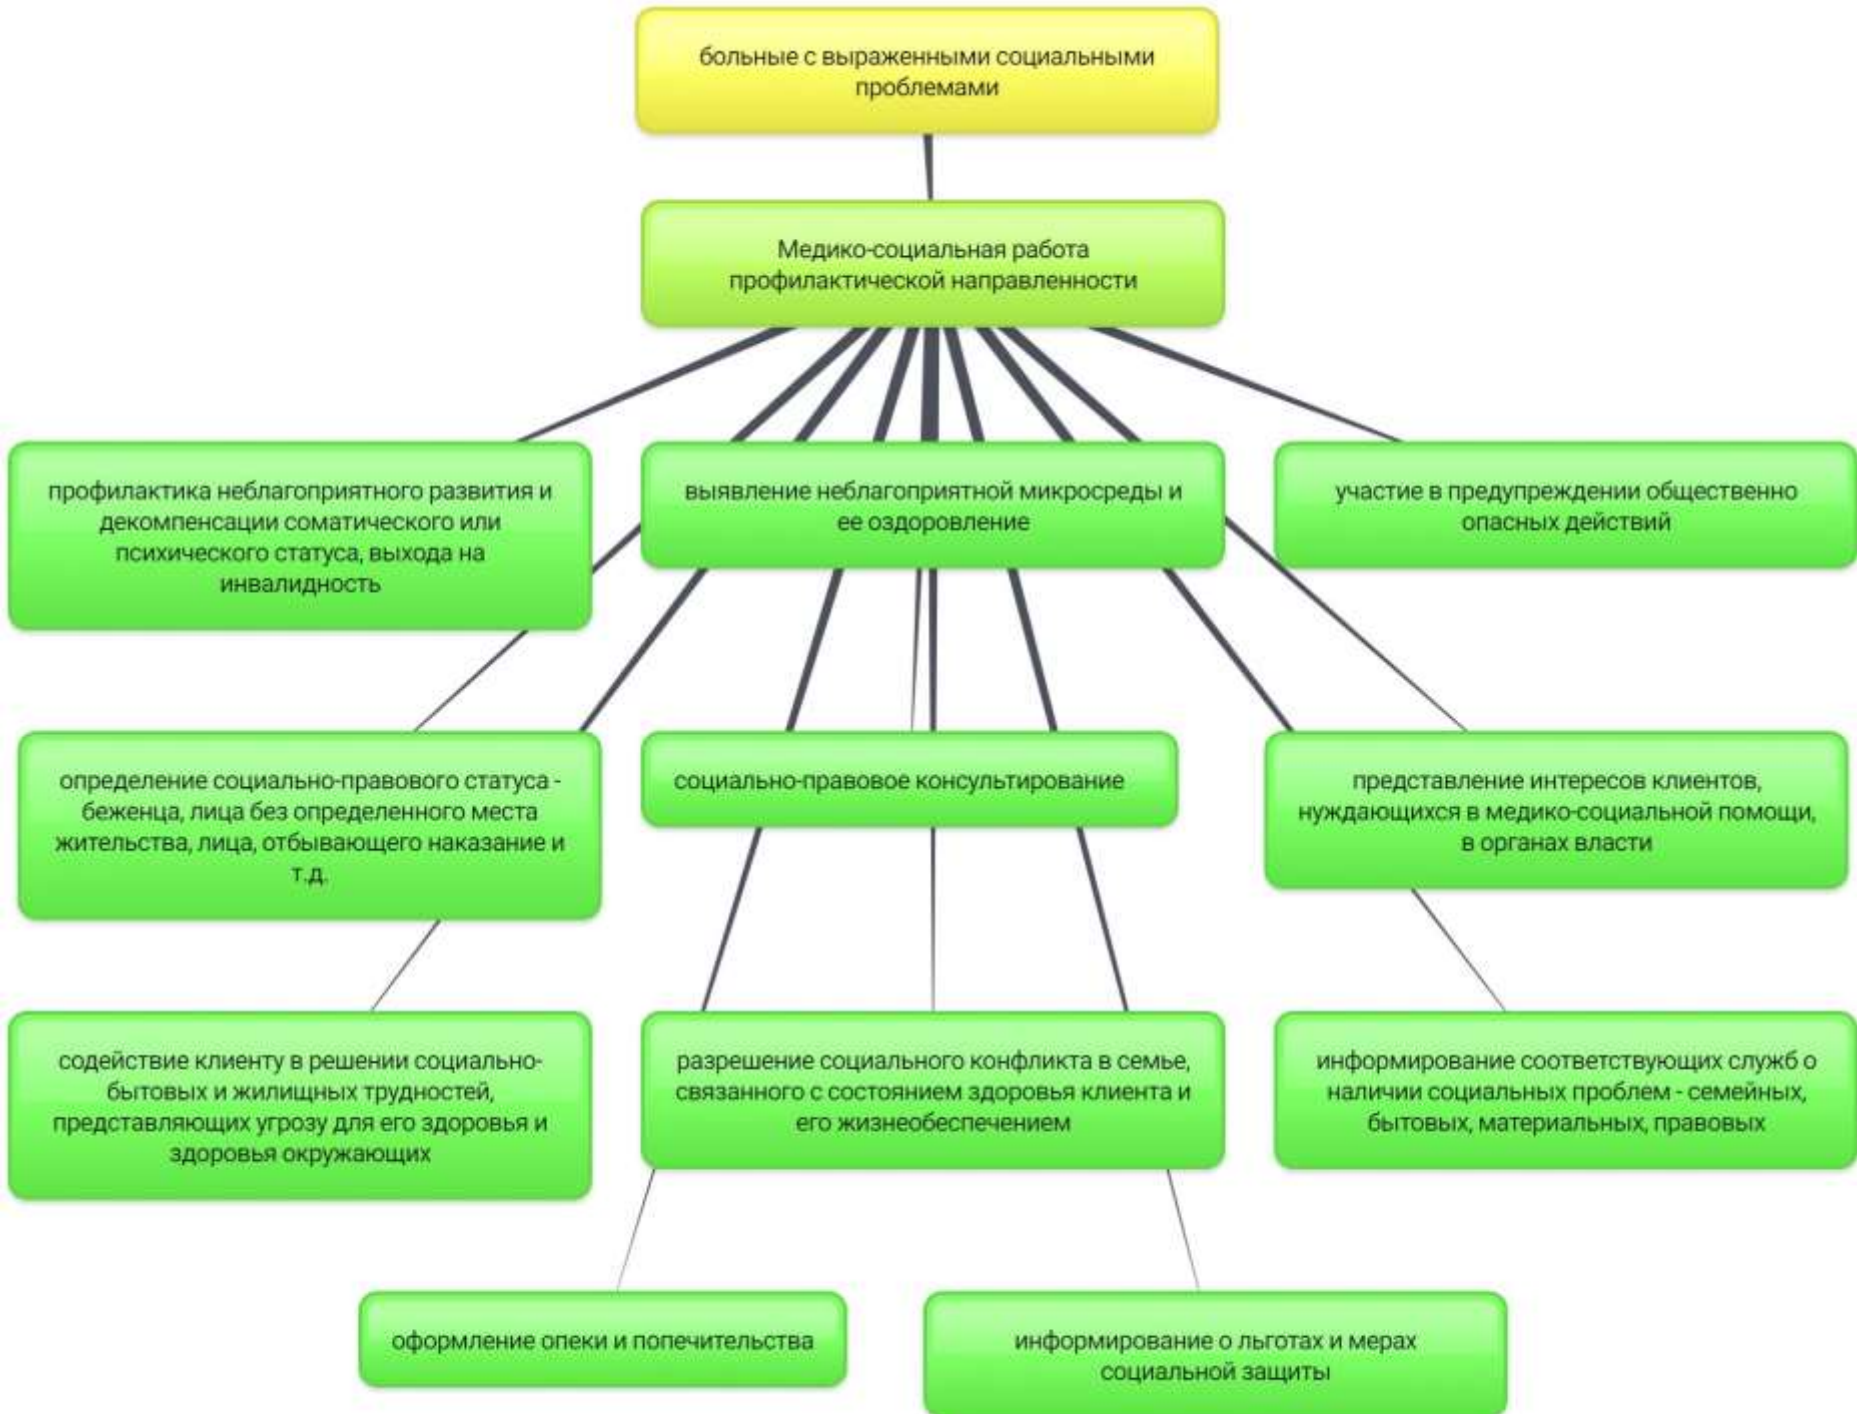 больные с выраженными социальными
проблемами
Медико-социальная работа
профилактической направленности
профилактика неблагоприятного развития и
декомпенсации соматического или
психического статуса, выхода на
инвалидность
выявление неблагоприятной микросреды и
ее оздоровление
участие в предупреждении общественно
опасных действий
определение социально-правового статуса -
беженца, лица без определенного места
жительства, лица, отбывающего наказание и
т.д.
социально-правовое консультирование
представление интересов клиентов,
нуждающихся в медико-социальной помощи,
в органах власти
содействие клиенту в решении социально-
бытовых и жилищных трудностей,
представляющих угрозу для его здоровья и
здоровья окружающих
разрешение социального конфликта в семье,
связанного с состоянием здоровья клиента и
его жизнеобеспечением
информирование соответствующих служб о
наличии социальных проблем - семейных,
бытовых, материальных, правовых
оформление опеки и попечительства
информирование о льготах и мерах
социальной защиты